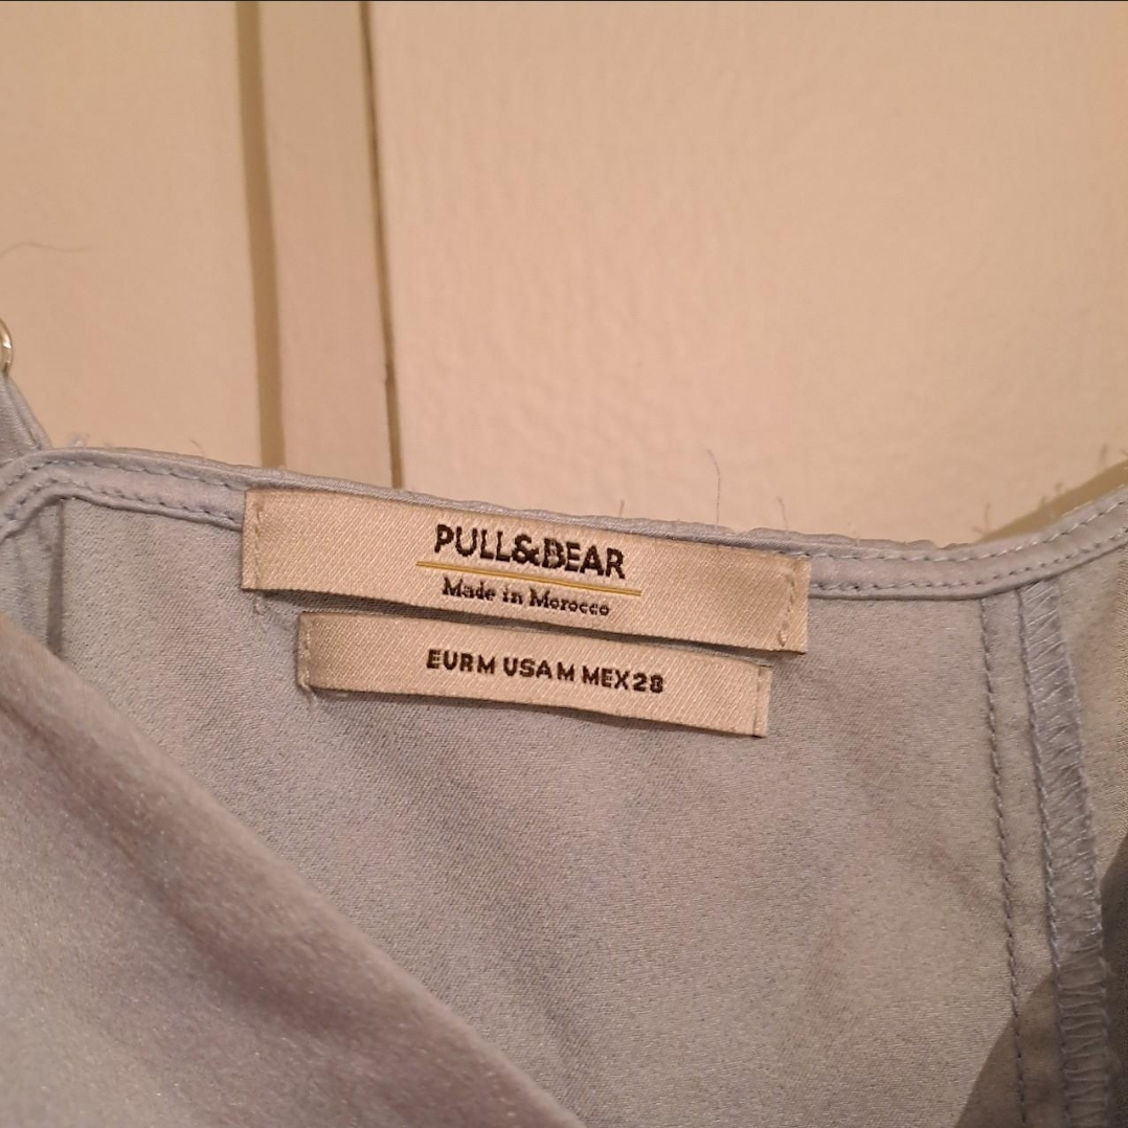 PULL&BEAR
Made in Morocco
EUR M USA M MEX 28